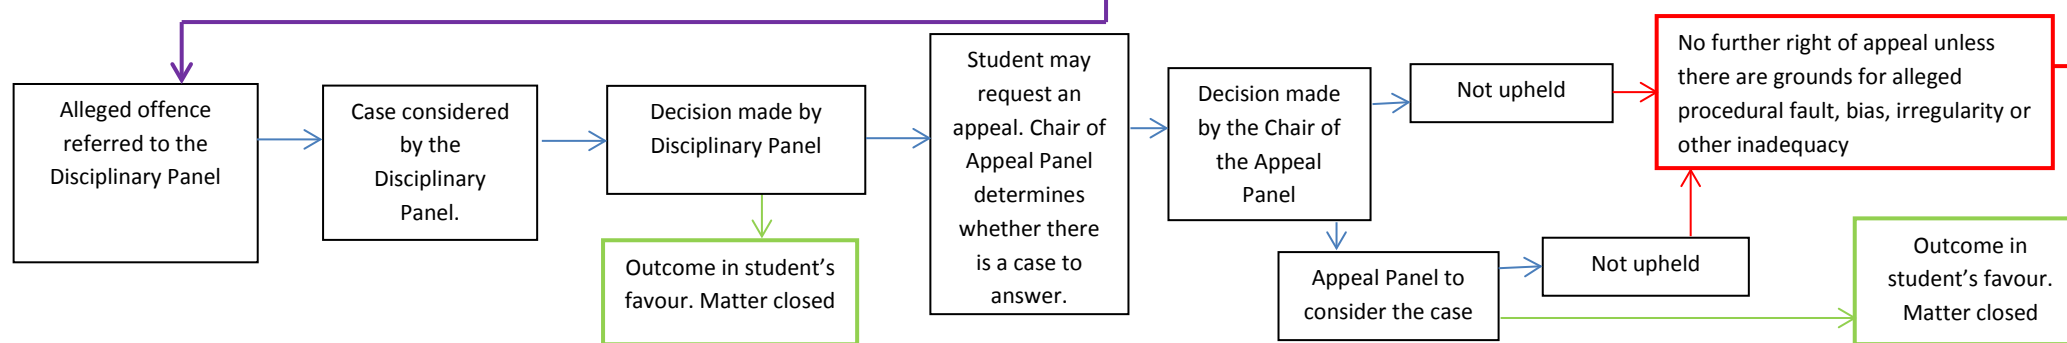 Alleged offence
referred to the
Disciplinary Panel
Case considered
by the
Disciplinary
Panel.
Decision made by
Disciplinary Panel
Outcome in student’s
favour. Matter closed
Student may
request an
appeal. Chair of
Appeal Panel
determines
whether there
is a case to
answer.
Decision made
by the Chair of
the Appeal
Panel
Not upheld
No further right of appeal unless
there are grounds for alleged
procedural fault, bias, irregularity or
other inadequacy
Appeal Panel to
consider the case
Not upheld
Outcome in
student’s favour.
Matter closed